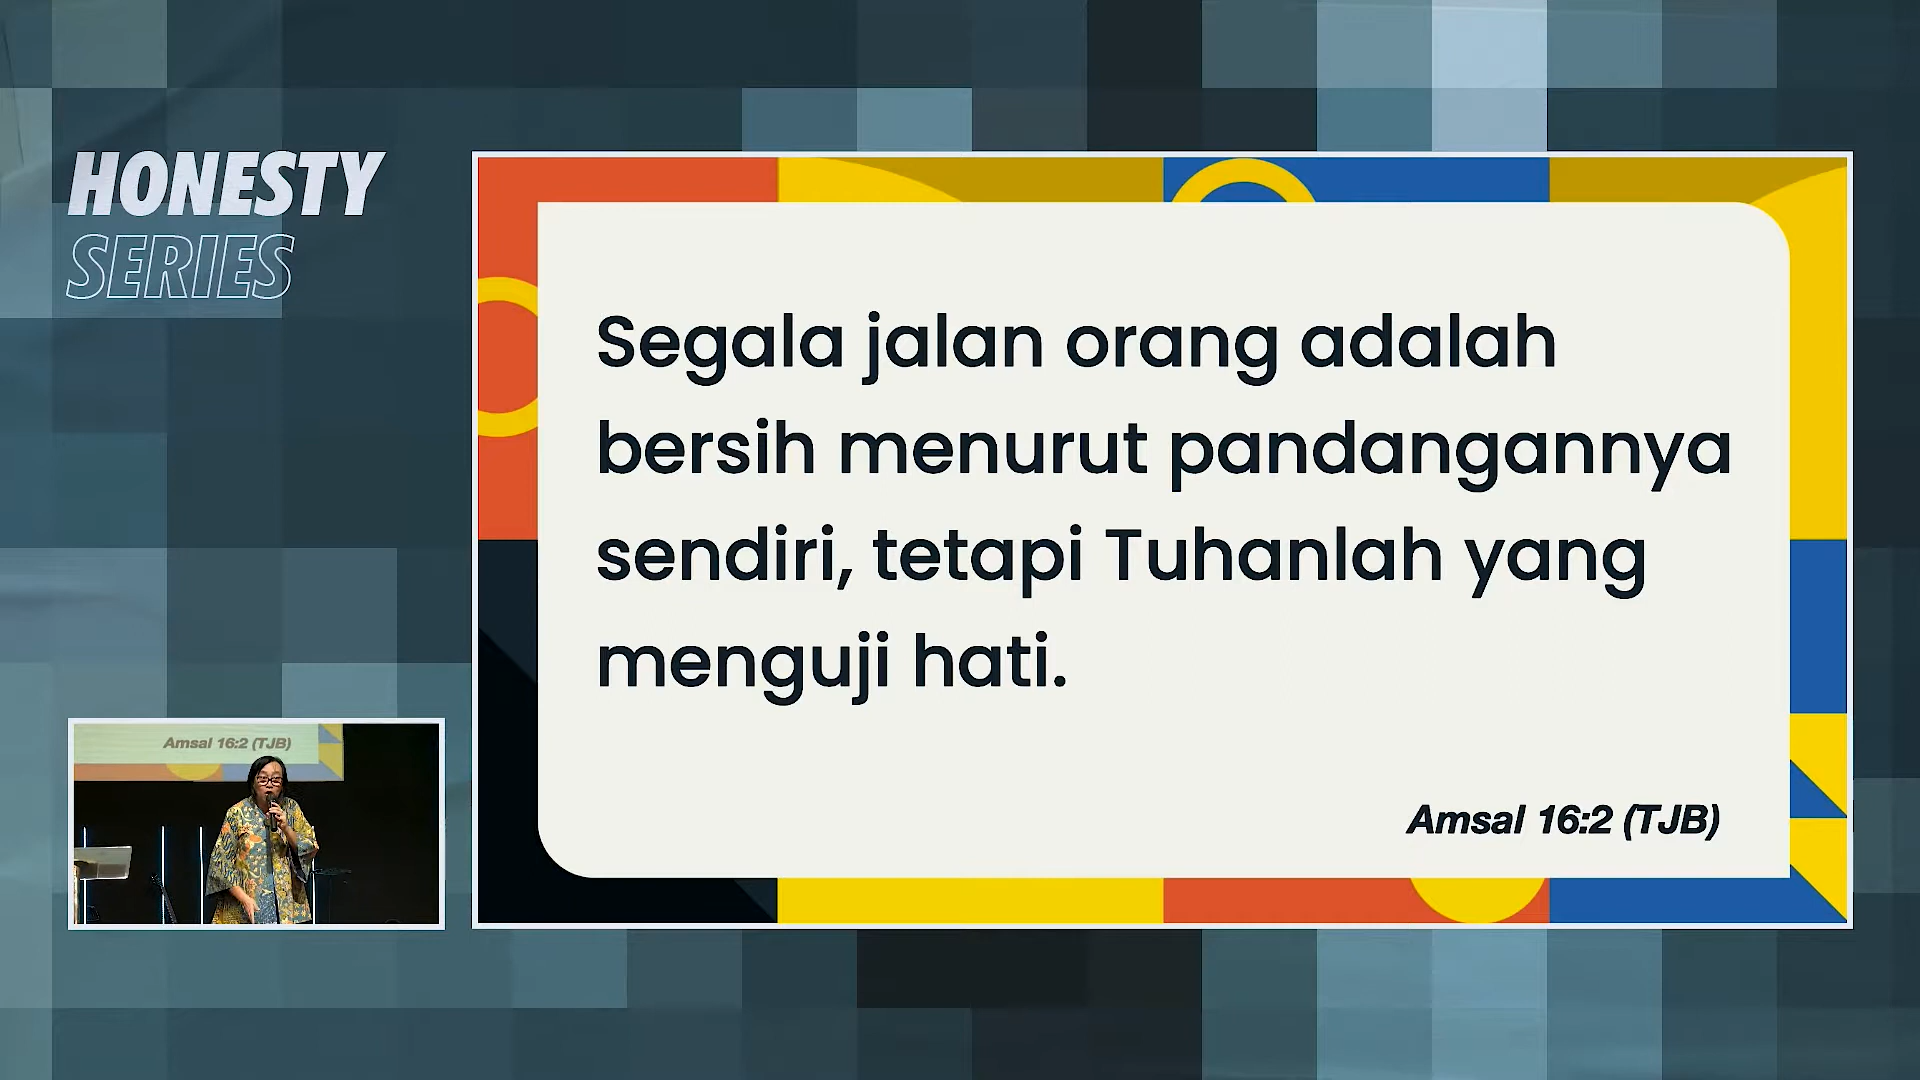 HONESTY
SERIES
Segala jalan orang adalah
bersih menurut pandangannya
sendiri, tetapi Tuhanlah yang
menguji hati.
Amsal 16:2 (TJB)
Amsal 16:2 (TJB)